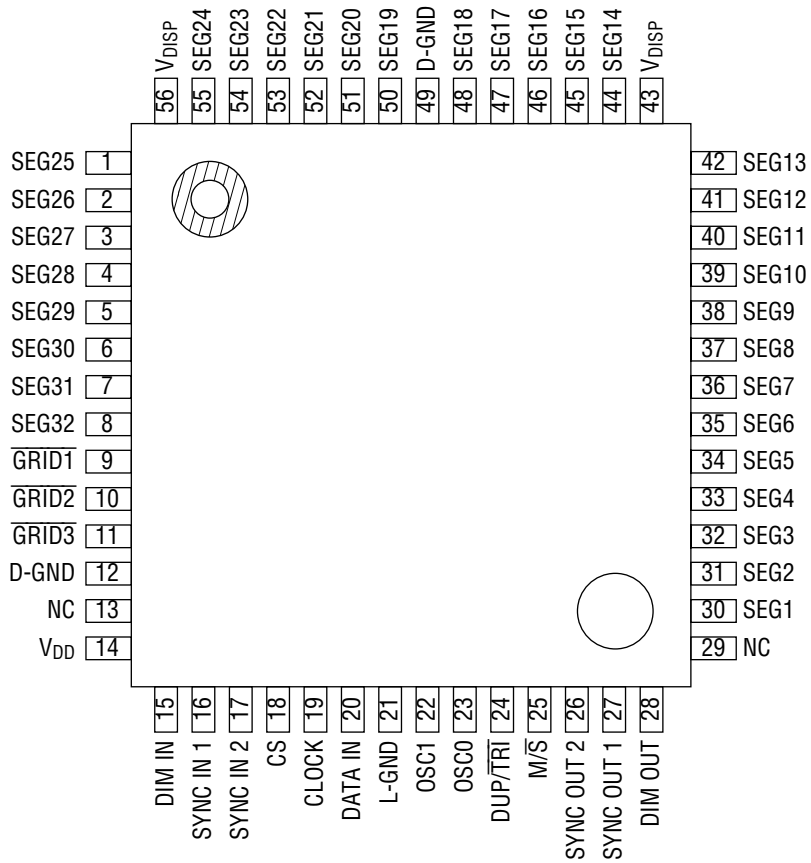 VDISP SEG24 SEG23 SEG22 SEG21 SEG20 SEG19 D-GND SEG18 SEG17 SEG16 SEG15 SEG14 VDISP
56 55 54 53 52 51 50 49 48 47 46 45 44 43
SEG25 1 42 SEG13
SEG26 2 41 SEG12
SEG27 3 40 SEG11
SEG28 4 39 SEG10
SEG29 5 38 SEG9
SEG30 6 37 SEG8
SEG31 7 36 SEG7
SEG32 8 35 SEG6
G̅R̅I̅D̅1̅ 9 34 SEG5
G̅R̅I̅D̅2̅ 10 33 SEG4
G̅R̅I̅D̅3̅ 11 32 SEG3
D-GND 12 31 SEG2
NC 13 30 SEG1
VDD 14 29 NC
15 16 17 18 19 20 21 22 23 24 25 26 27 28
DIM IN SYNC IN 1 SYNC IN 2 CS CLOCK DATA IN L-GND OSC1 OSC0 DUP/T̅R̅I̅ M/S̅ SYNC OUT 2 SYNC OUT 1 DIM OUT